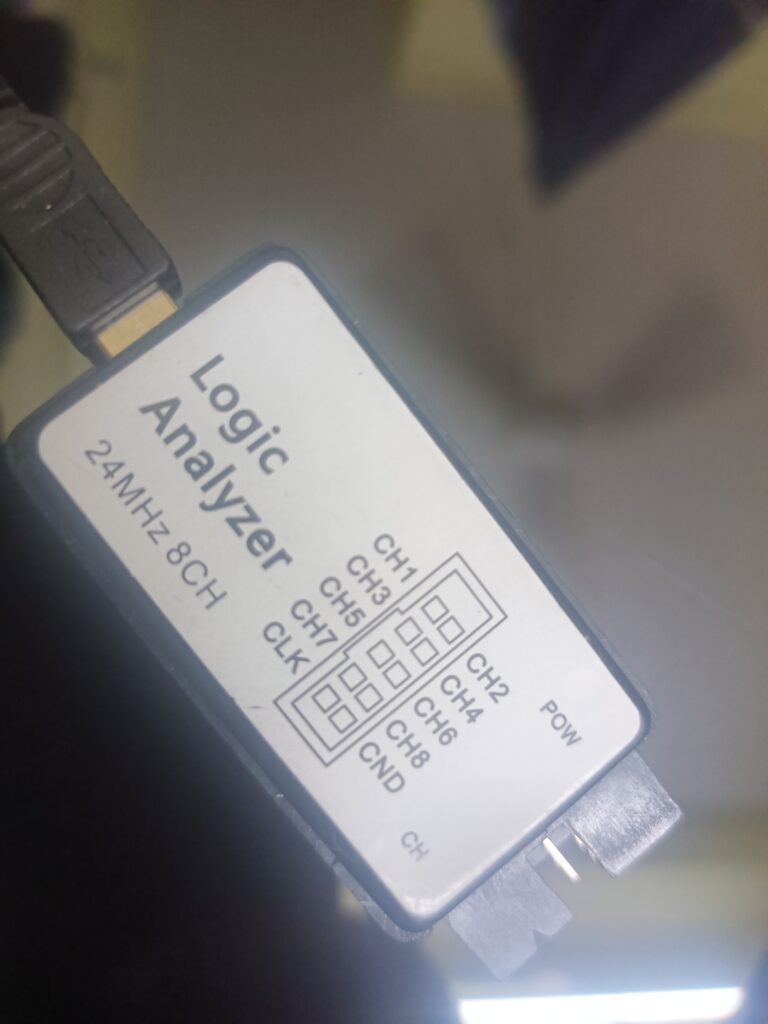 Logic
Analyzer
24MHz 8CH
CH1 CH2
CH3 CH4
CH5 CH6
CH7 CH8
CLK CND
POW
CH